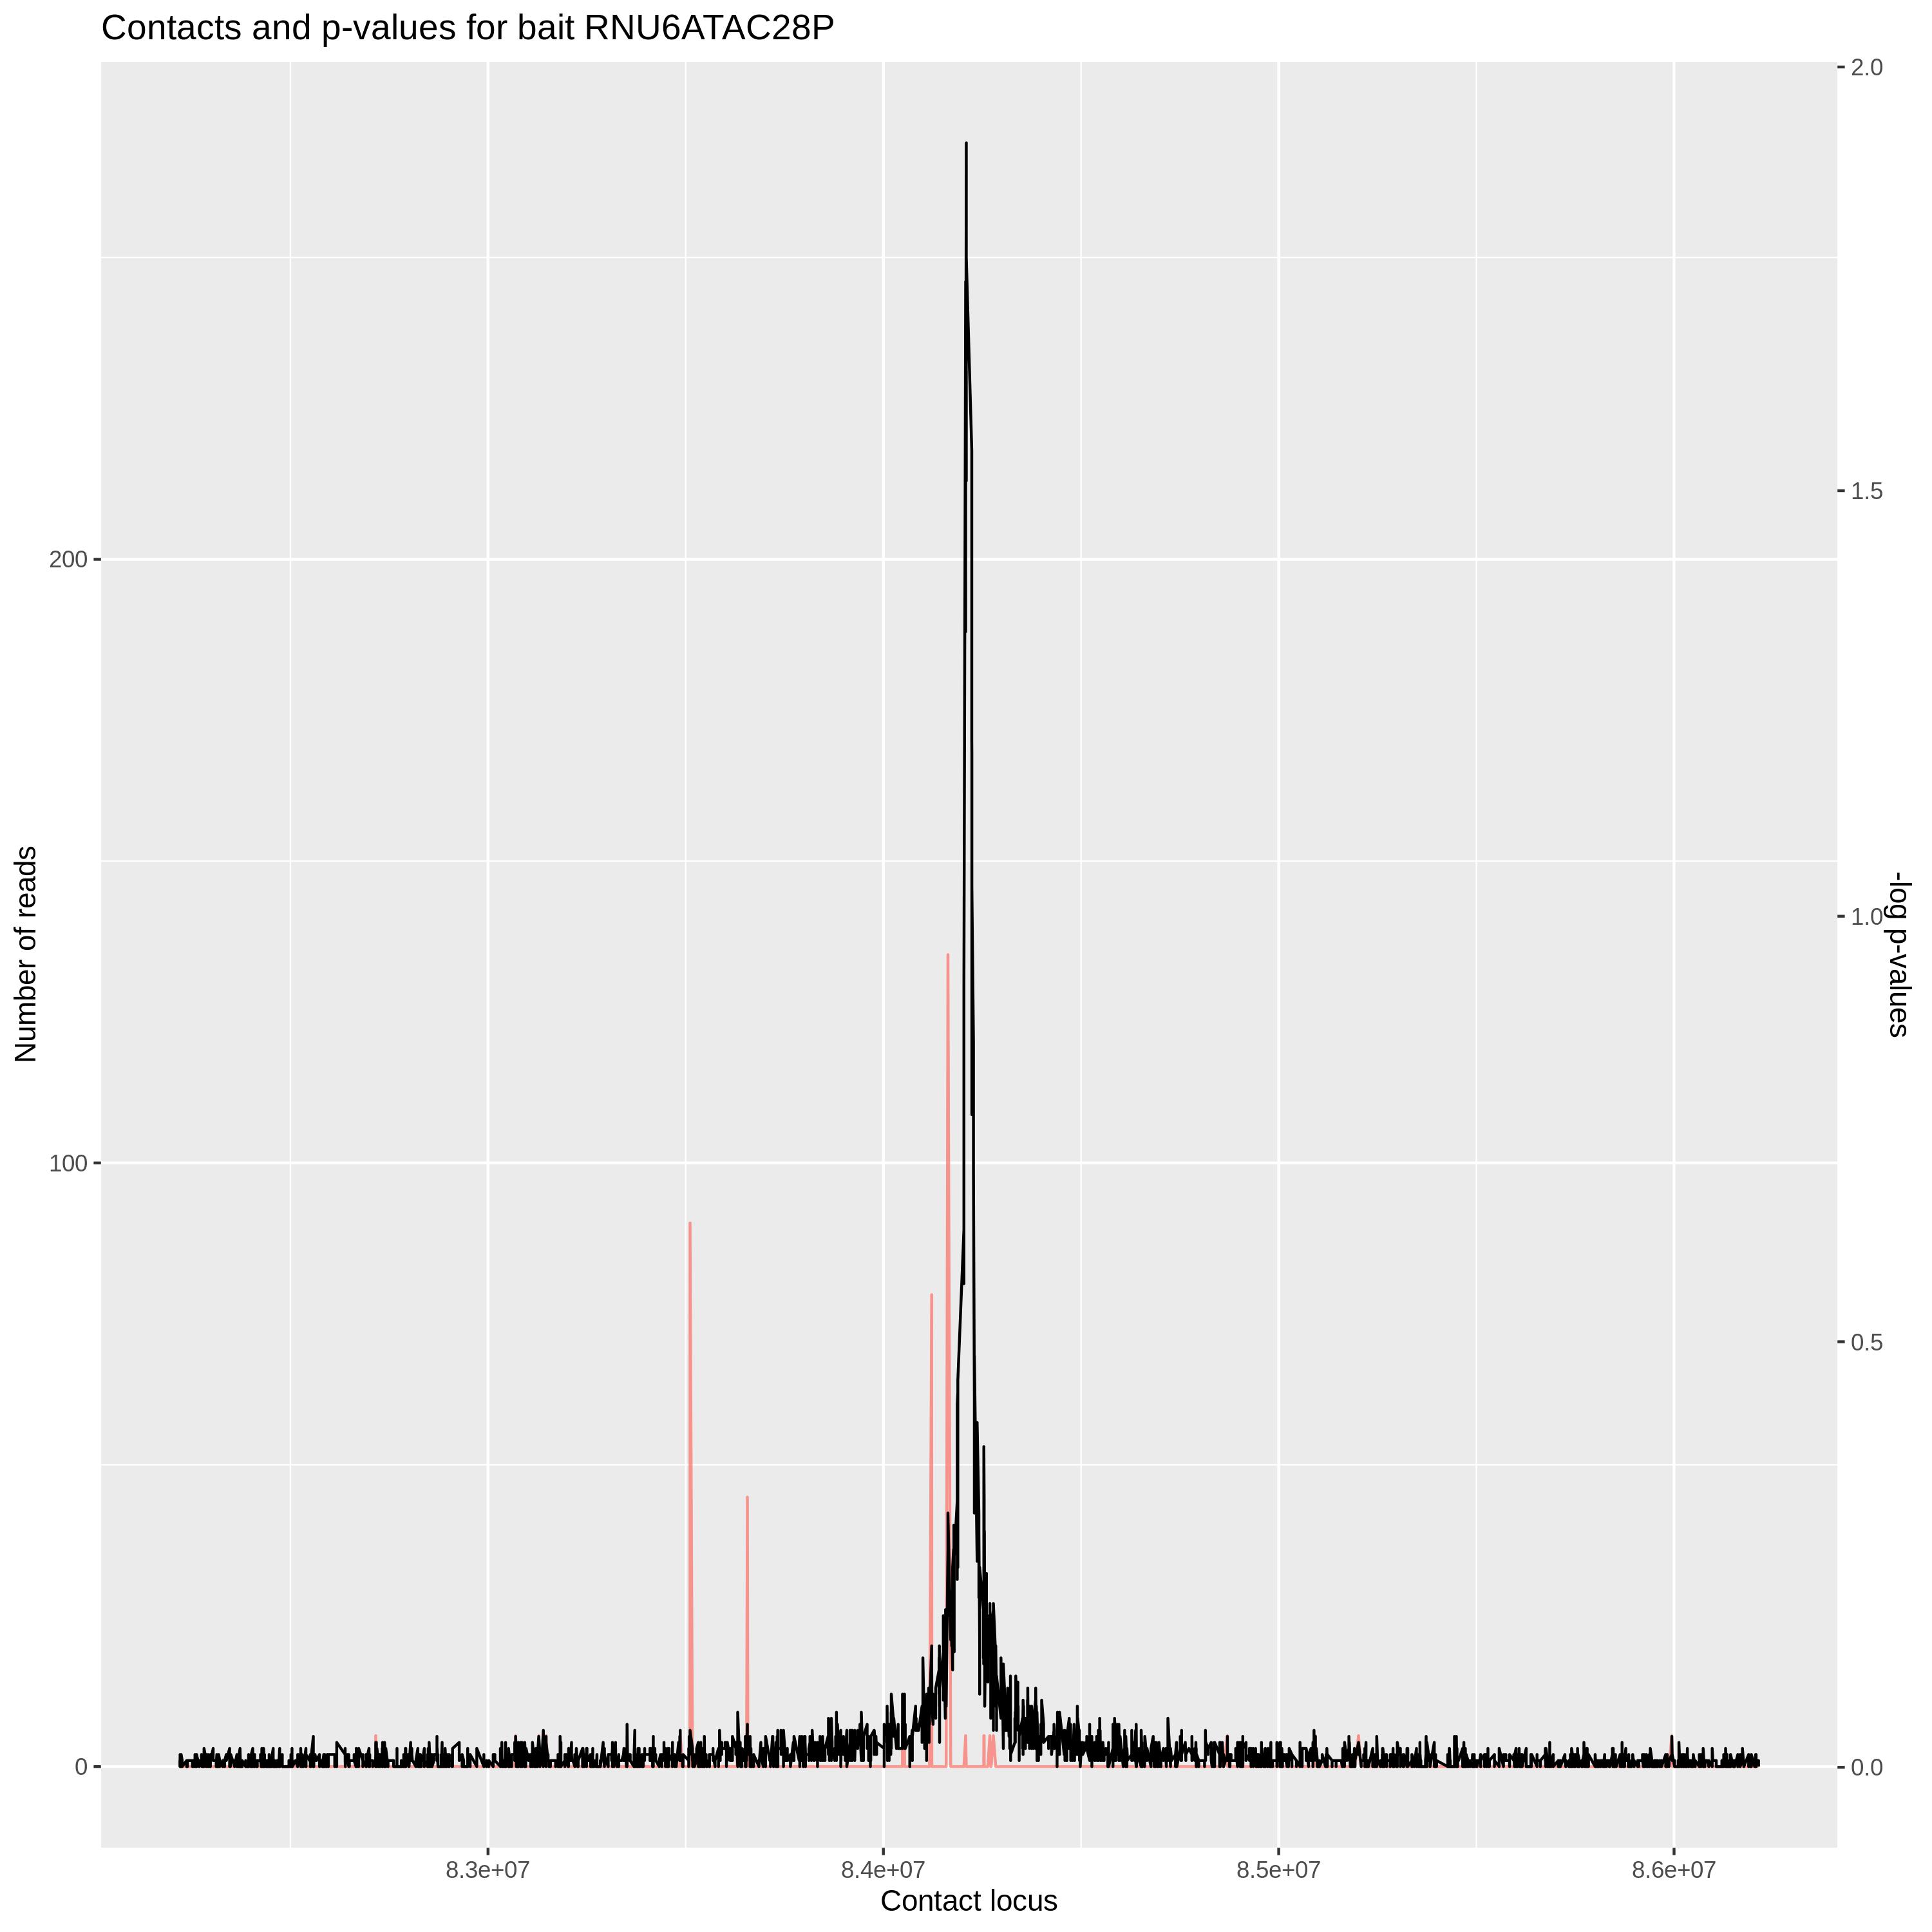 Contacts and p-values for bait RNU6ATAC28P
Number of reads
200
100
0
2.0
1.5
1.0
0.5
0.0
-log p-values
8.3e+07
8.4e+07
8.5e+07
8.6e+07
Contact locus